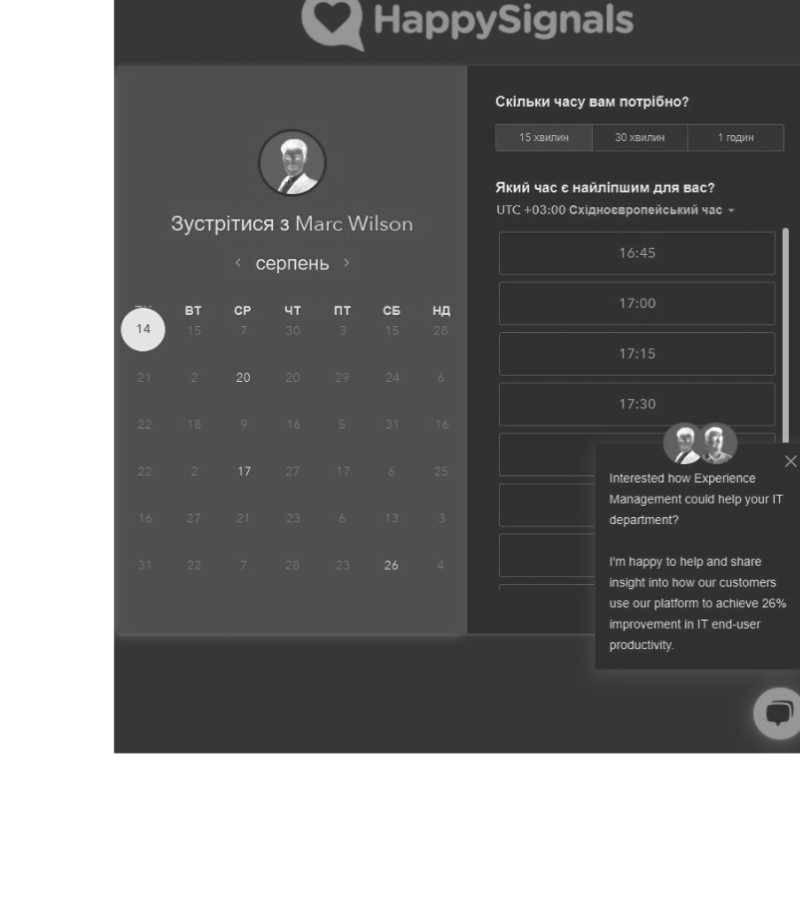 HappySignals
Зустрітися з Marc Wilson
серпень
ВТ СР ЧТ ПТ СБ НД
14 15 7 30 3 15 28
21 2 20 20 29 24 6
22 18 9 16 5 31 16
22 2 17 27 17 6 25
16 27 21 23 6 13 3
31 22 7 28 23 26 4
Скільки часу вам потрібно?
15 хвилин 30 хвилин 1 годин
Який час є найліпшим для вас?
UTC +03:00 Східноєвропейський час
16:45
17:00
17:15
17:30
Interested how Experience
Management could help your IT
department?
I'm happy to help and share
insight into how our customers
use our platform to achieve 26%
improvement in IT end-user
productivity.